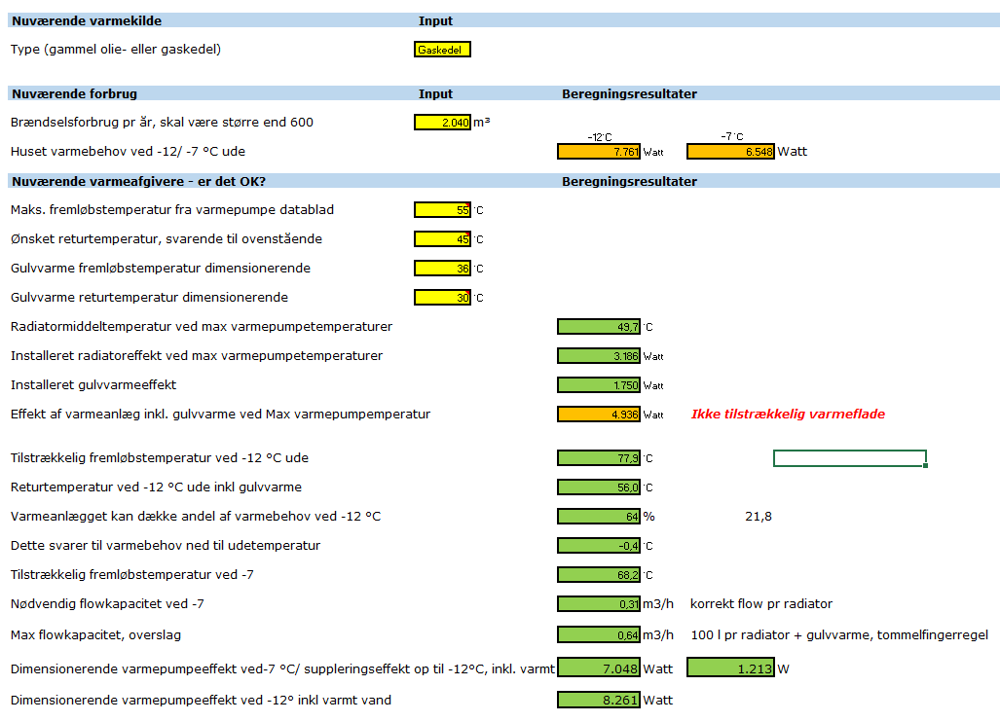 Nuværende varmekilde Input
Type (gammel olie- eller gaskedel) Gaskedel
Nuværende forbrug Input Beregningsresultater
Brændselsforbrug pr år, skal være større end 600 2.040 m³
-12°C -7°C
Huset varmebehov ved -12/ -7 °C ude 7.761 Watt 6.548 Watt
Nuværende varmeafgivere - er det OK? Beregningsresultater
Maks. fremløbstemperatur fra varmepumpe datablad 55 °C
Ønsket returtemperatur, svarende til ovenstående 45 °C
Gulvvarme fremløbstemperatur dimensionerende 36 °C
Gulvvarme returtemperatur dimensionerende 30 °C
Radiatormiddeltemperatur ved max varmepumpetemperaturer 49,7 °C
Installeret radiatoreffekt ved max varmepumpetemperaturer 3.186 Watt
Installeret gulvvarmeeffekt 1.750 Watt
Effekt af varmeanlæg inkl. gulvvarme ved Max varmepumpemperatur 4.936 Watt Ikke tilstrækkelig varmeflade
Tilstrækkelig fremløbstemperatur ved -12 °C ude 77,9 °C
Returtemperatur ved -12 °C ude inkl gulvvarme 56,0 °C
Varmeanlægget kan dække andel af varmebehov ved -12 °C 64 % 21,8
Dette svarer til varmebehov ned til udetemperatur -0,4 °C
Tilstrækkelig fremløbstemperatur ved -7 68,2 °C
Nødvendig flowkapacitet ved -7 0,31 m3/h korrekt flow pr radiator
Max flowkapacitet, overslag 0,64 m3/h 100 l pr radiator + gulvvarme, tommelfingerregel
Dimensionerende varmepumpeeffekt ved-7 °C/ suppleringseffekt op til -12°C, inkl. varmt 7.048 Watt 1.213 W
Dimensionerende varmepumpeeffekt ved -12° inkl varmt vand 8.261 Watt